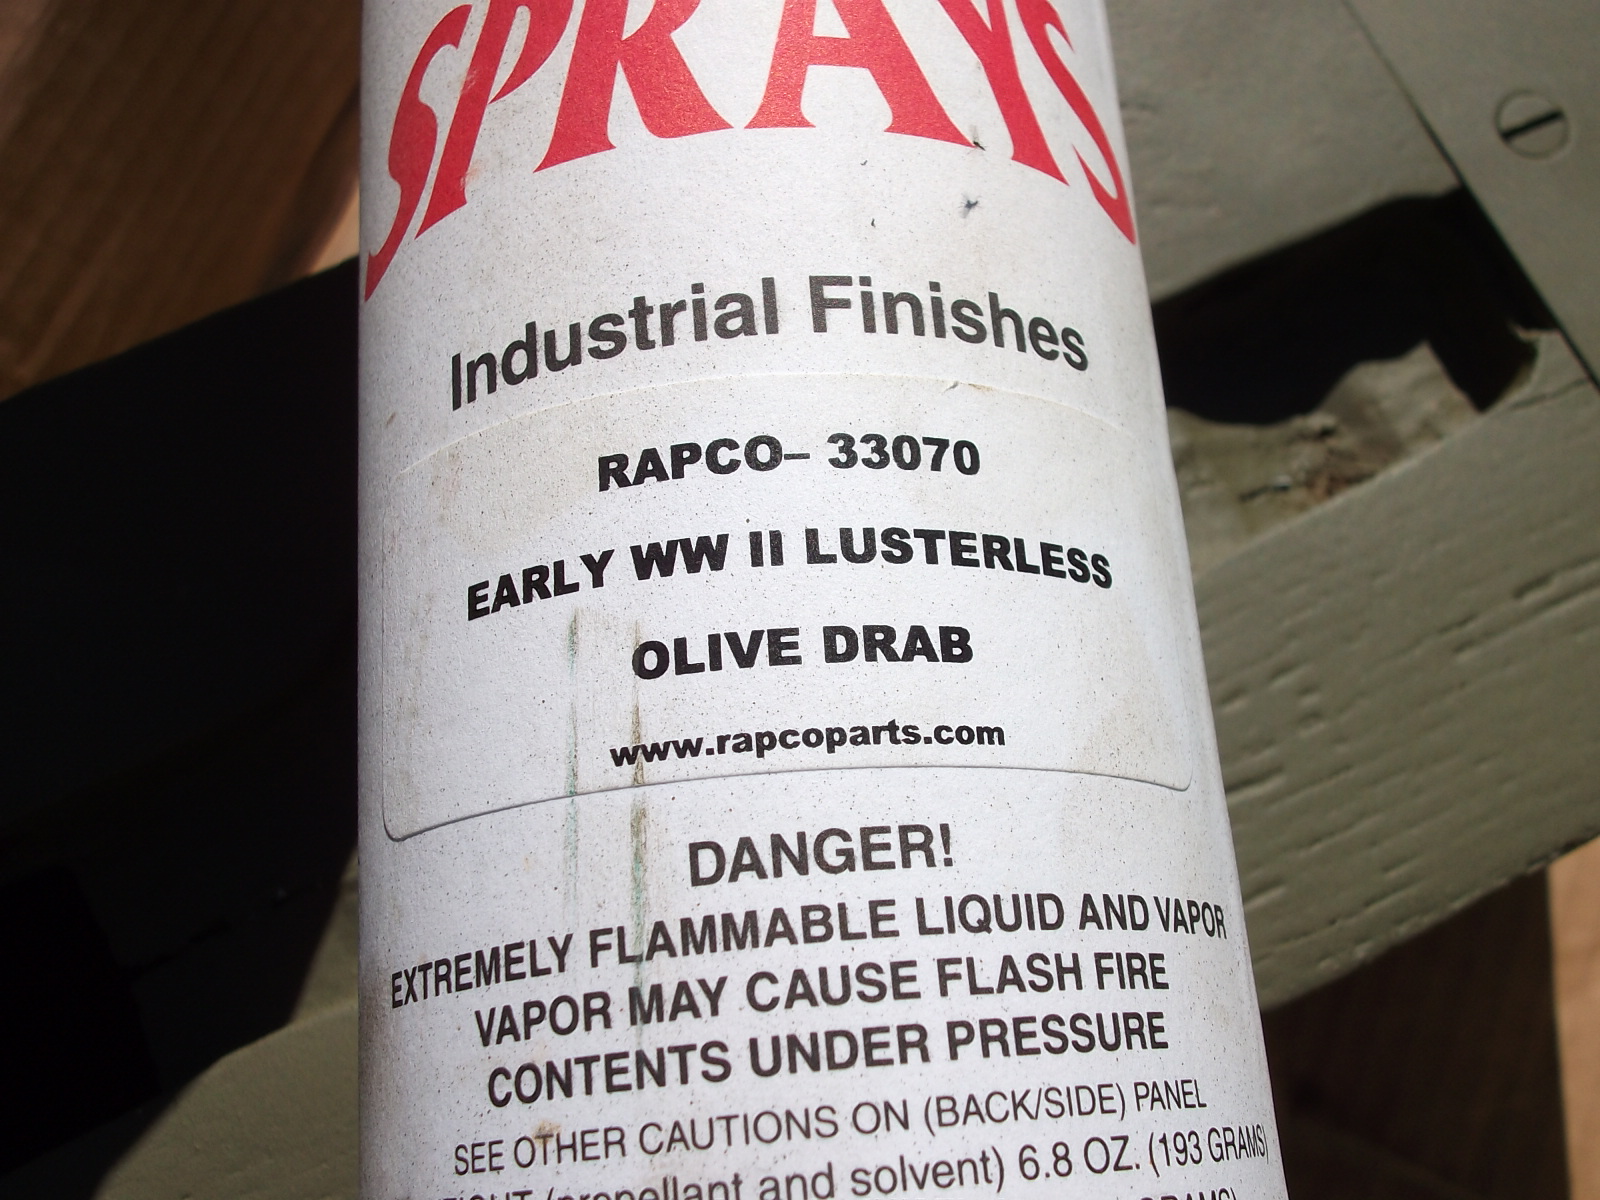 SPRAYS
Industrial Finishes
RAPCO– 33070
EARLY WW II LUSTERLESS
OLIVE DRAB
www.rapcoparts.com
DANGER!
EXTREMELY FLAMMABLE LIQUID AND VAPOR
VAPOR MAY CAUSE FLASH FIRE
CONTENTS UNDER PRESSURE
SEE OTHER CAUTIONS ON (BACK/SIDE) PANEL
(propellant and solvent) 6.8 OZ. (193 GRAMS)